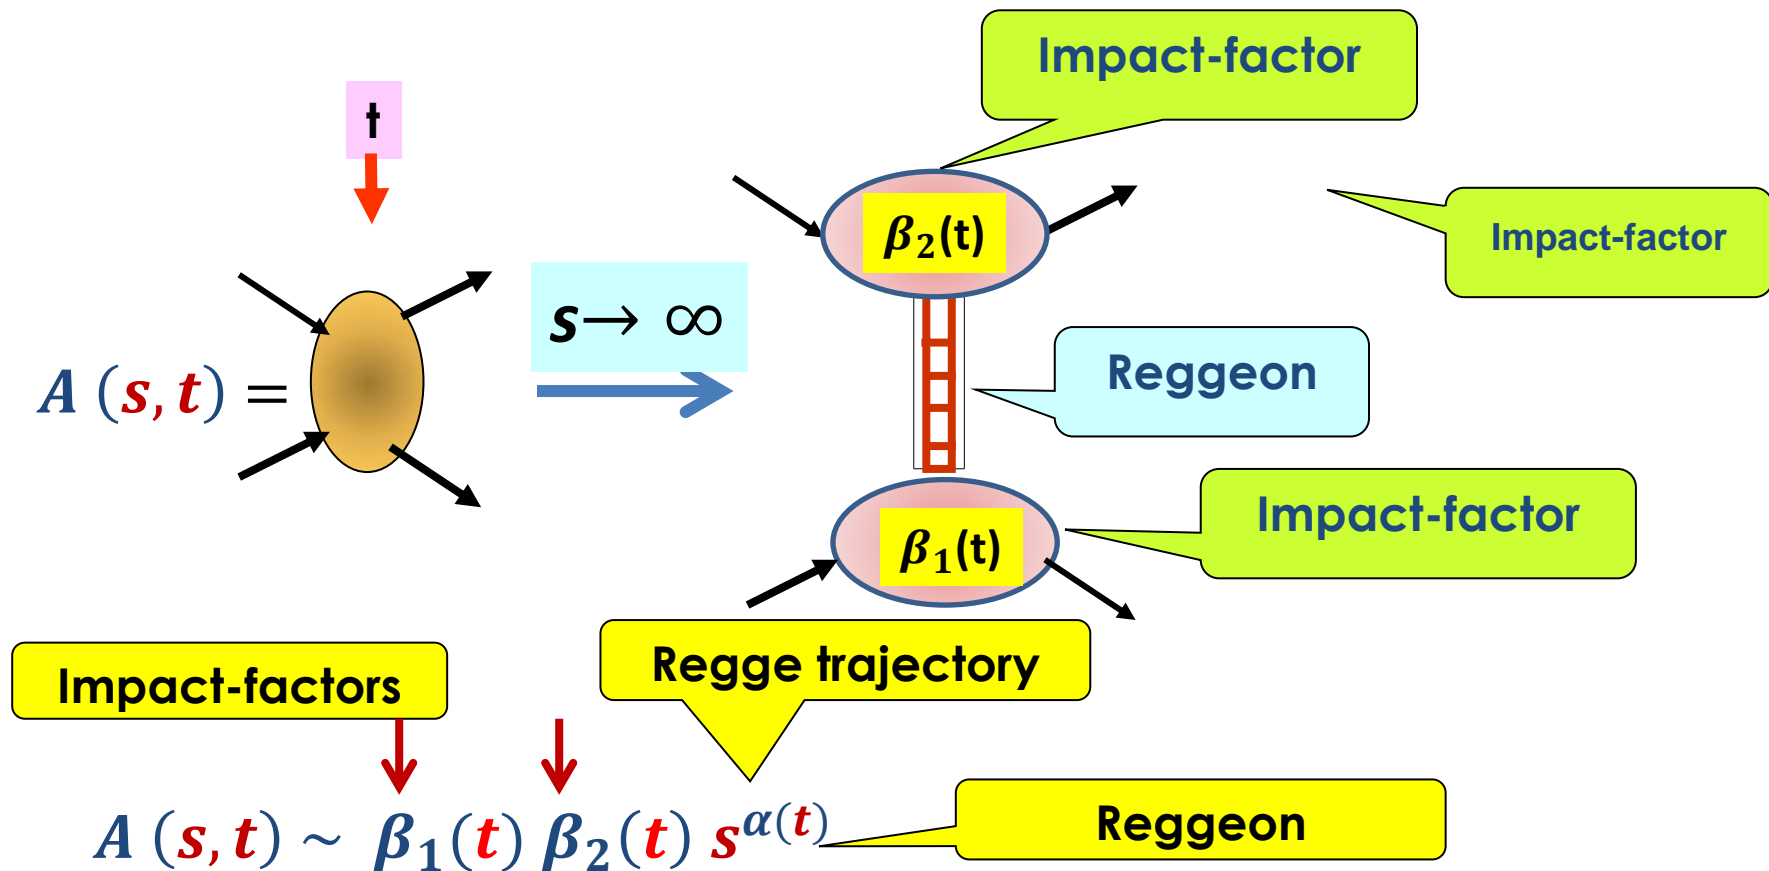 Impact-factor
t
β₂(t)
Impact-factor
s→ ∞
Reggeon
A (s,t) =
Impact-factor
β₁(t)
Regge trajectory
Impact-factors
A (s,t) ~ β₁(t) β₂(t) s^α(t)
Reggeon